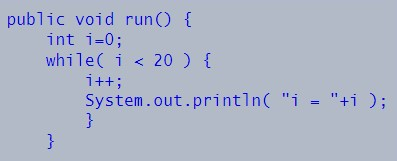 public void run() {
    int i=0;
    while( i < 20 ) {
        i++;
        System.out.println( "i = "+i );
        }
    }